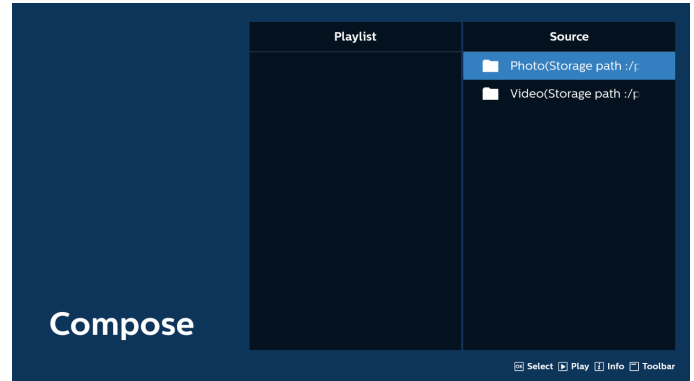 Playlist
Source
Photo(Storage path :/p
Video(Storage path :/p
Compose
OK Select Play i Info Toolbar